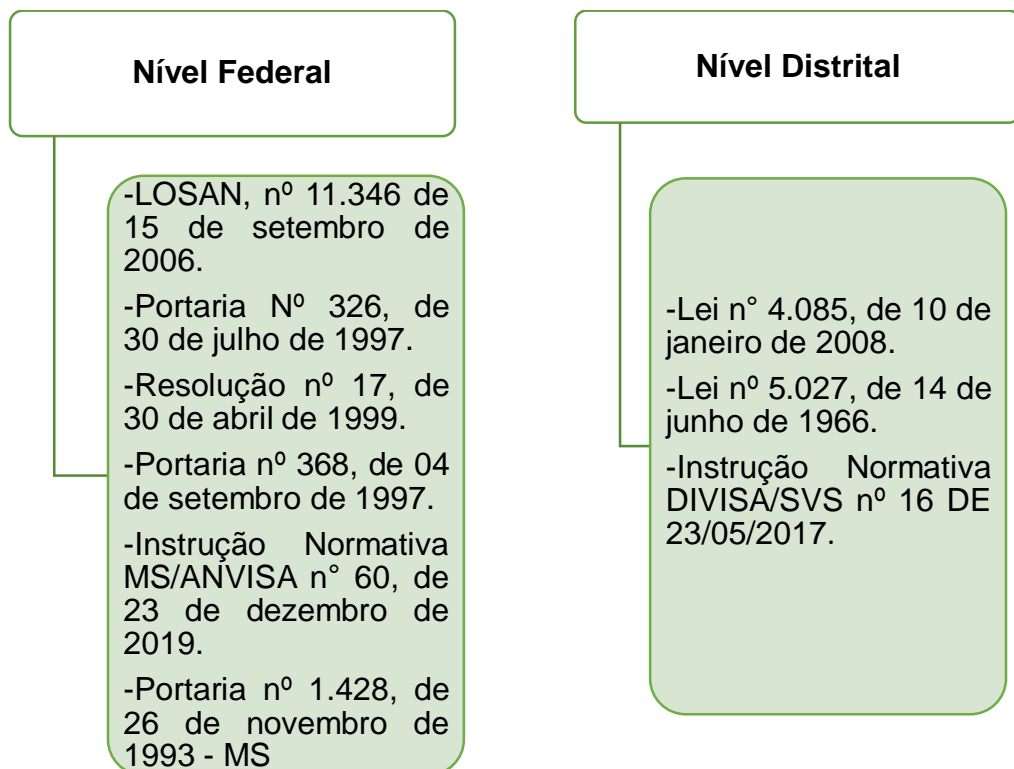 Nível Federal
-LOSAN, nº 11.346 de
15 de setembro de
2006.
-Portaria Nº 326, de
30 de julho de 1997.
-Resolução nº 17, de
30 de abril de 1999.
-Portaria nº 368, de 04
de setembro de 1997.
-Instrução Normativa
MS/ANVISA n° 60, de
23 de dezembro de
2019.
-Portaria nº 1.428, de
26 de novembro de
1993 - MS
Nível Distrital
-Lei n° 4.085, de 10 de
janeiro de 2008.
-Lei nº 5.027, de 14 de
junho de 1966.
-Instrução Normativa
DIVISA/SVS nº 16 DE
23/05/2017.